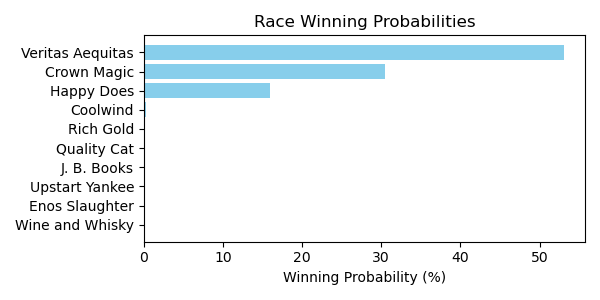 Race Winning Probabilities
Veritas Aequitas
Crown Magic
Happy Does
Coolwind
Rich Gold
Quality Cat
J. B. Books
Upstart Yankee
Enos Slaughter
Wine and Whisky
0 10 20 30 40 50
Winning Probability (%)